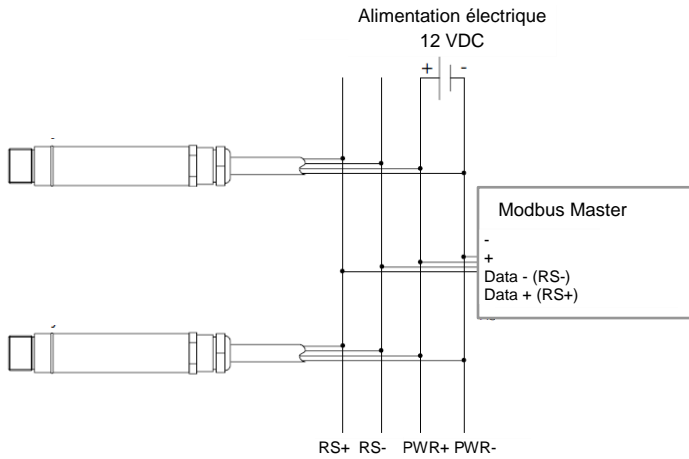 Alimentation électrique
12 VDC
+ -
Modbus Master
-
+
Data - (RS-)
Data + (RS+)
RS+ RS- PWR+ PWR-